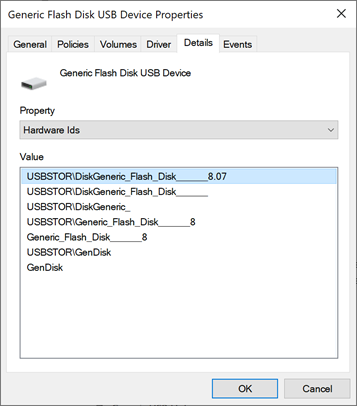 Generic Flash Disk USB Device Properties
General Policies Volumes Driver Details Events
Generic Flash Disk USB Device
Property
Hardware Ids
Value
USBSTOR\DiskGeneric_Flash_Disk______8.07
USBSTOR\DiskGeneric_Flash_Disk______
USBSTOR\DiskGeneric_
USBSTOR\Generic_Flash_Disk______8
Generic_Flash_Disk______8
USBSTOR\GenDisk
GenDisk
OK Cancel